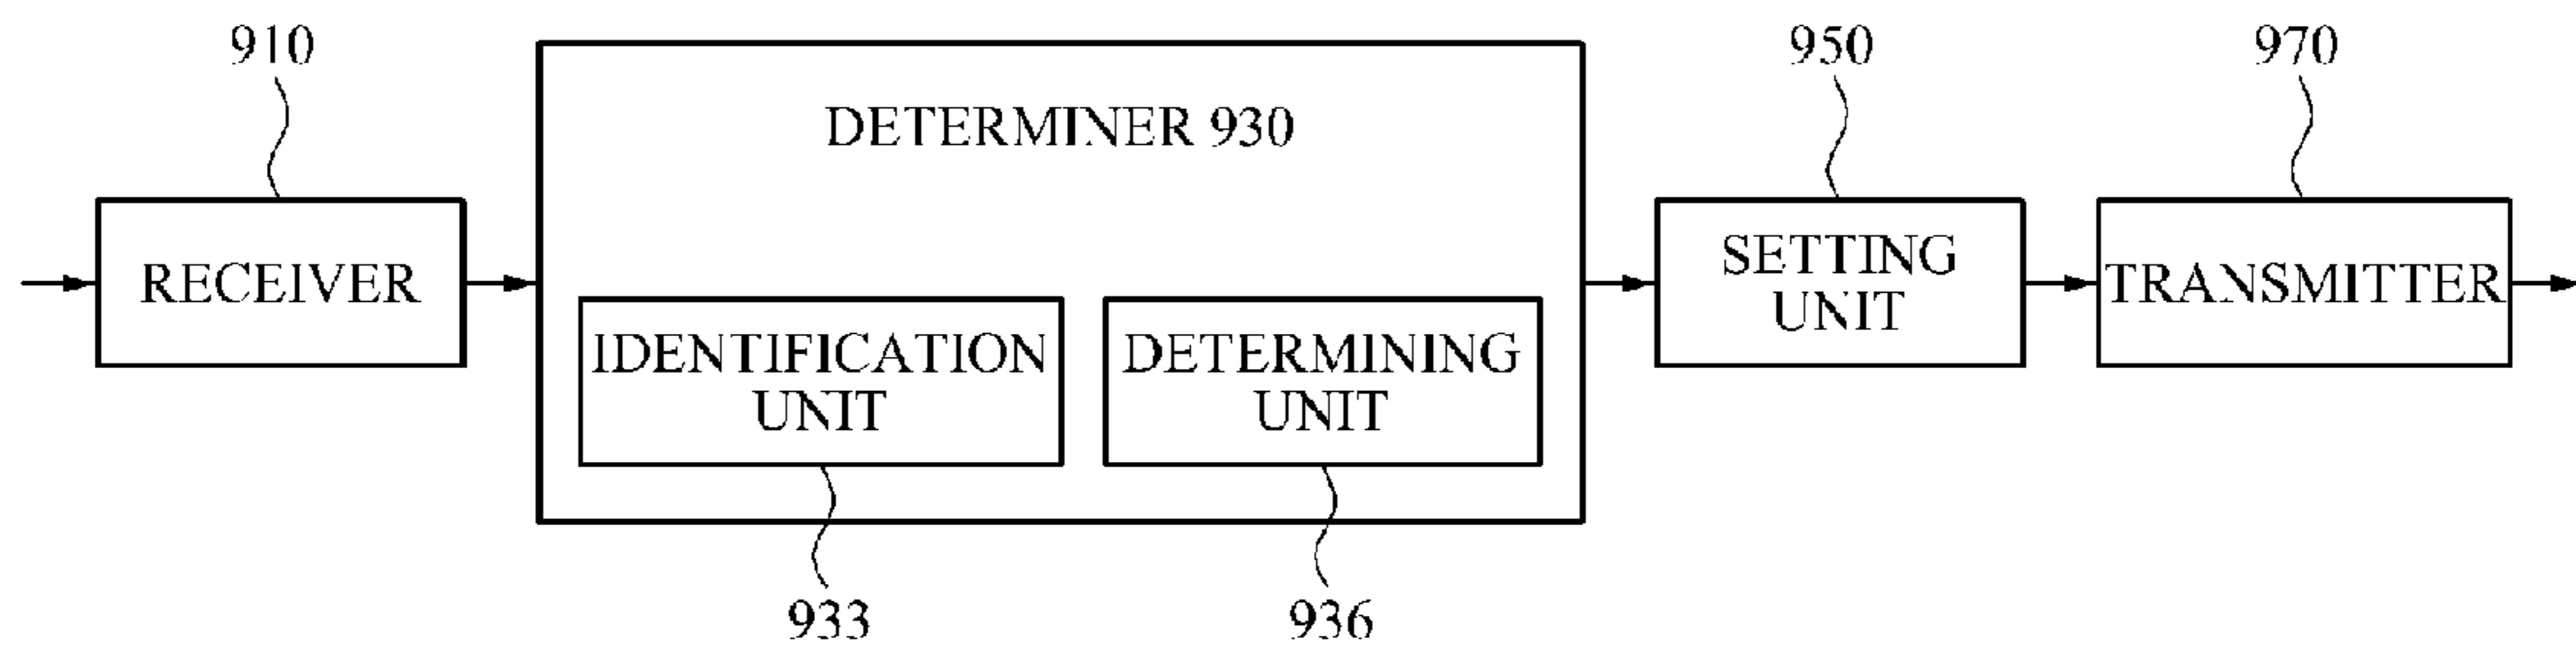 910
950
970
DETERMINER 930
RECEIVER
SETTING
UNIT
TRANSMITTER
IDENTIFICATION
UNIT
DETERMINING
UNIT
933
936